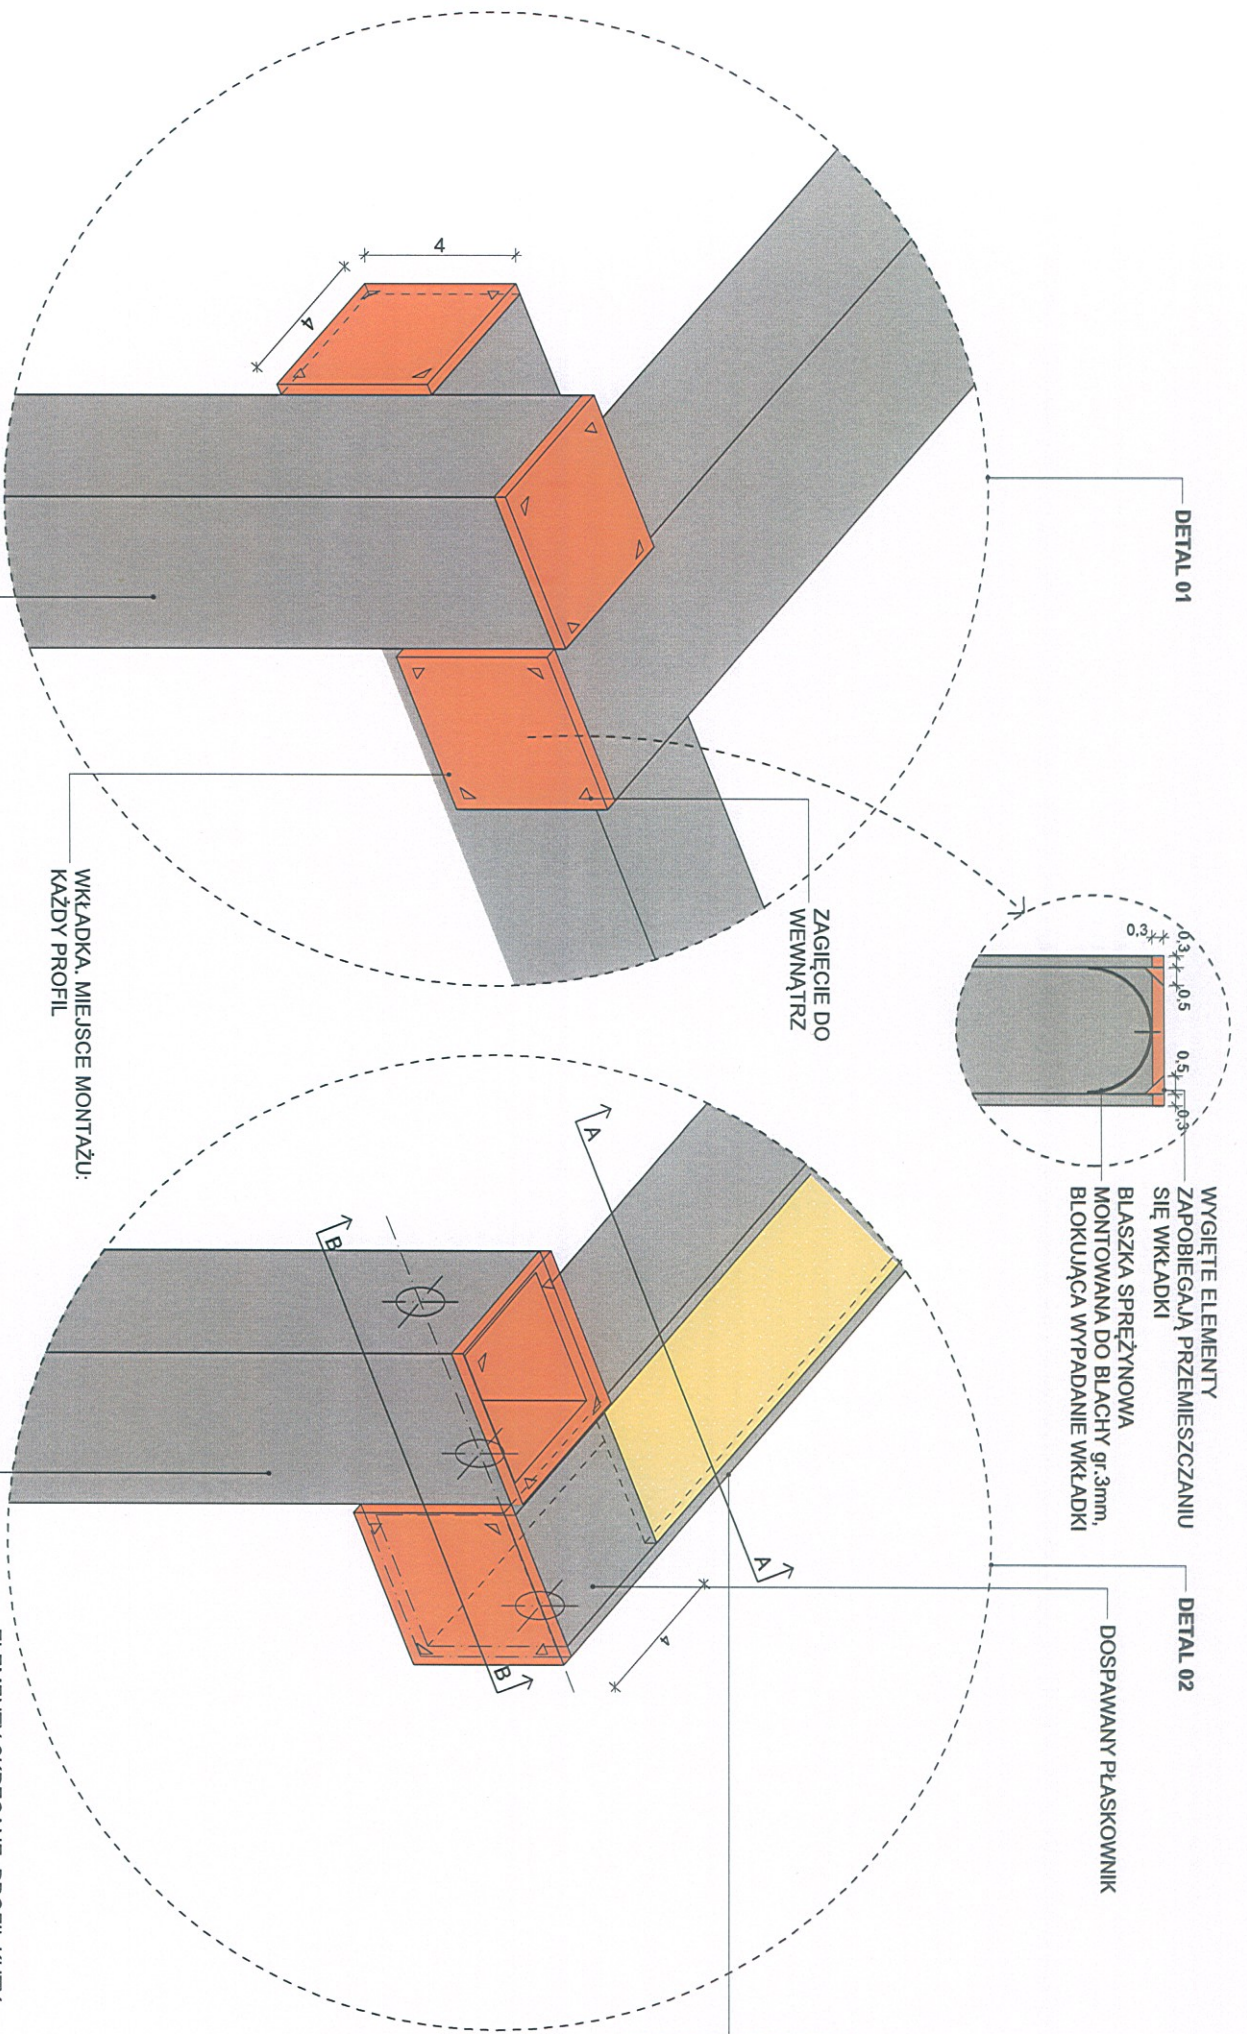 DETAL 01
4
4
ZAGIĘCIE DO
WEWNĄTRZ
WKŁADKA. MIEJSCE MONTAŻU:
KAŻDY PROFIL
0,3
0,3
0,5
0,5
0,3
WYGIĘTE ELEMENTY
ZAPOBIEGAJĄ PRZEMIESZCZANIU
SIĘ WKŁADKI
BLASZKA SPRĘŻYNOWA
MONTOWANA DO BLACHY gr.3mm,
BLOKUJĄCA WYPADANIE WKŁADKI
DETAL 02
DOSPAWANY PŁASKOWNIK
A
A
B
B
4